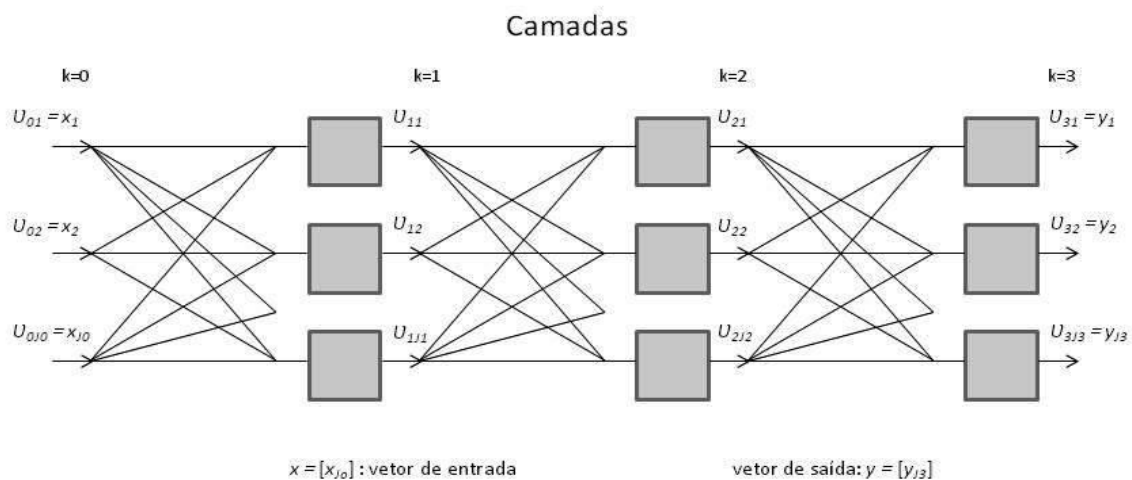 Camadas
k=0 k=1 k=2 k=3
U01 = x1 U11 U21 U31 = y1
U02 = x2 U12 U22 U32 = y2
U0J0 = xJ0 U1J1 U2J2 U3J3 = yJ3
x = [xJo] : vetor de entrada vetor de saída: y = [yJ3]